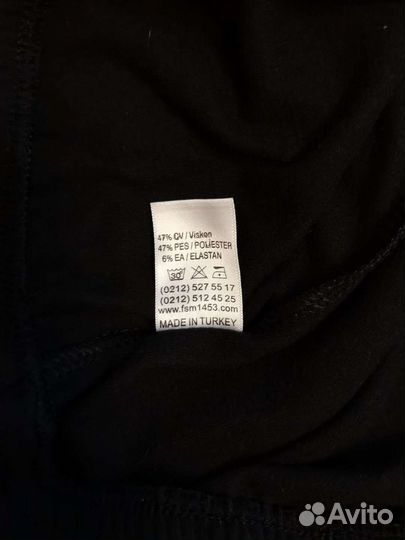 47% CV / Viskon
47% PES / POLIESTER
6% EA / ELASTAN
30
(0212) 527 55 17
(0212) 512 45 25
www.fsm1453.com
MADE IN TURKEY
Avito